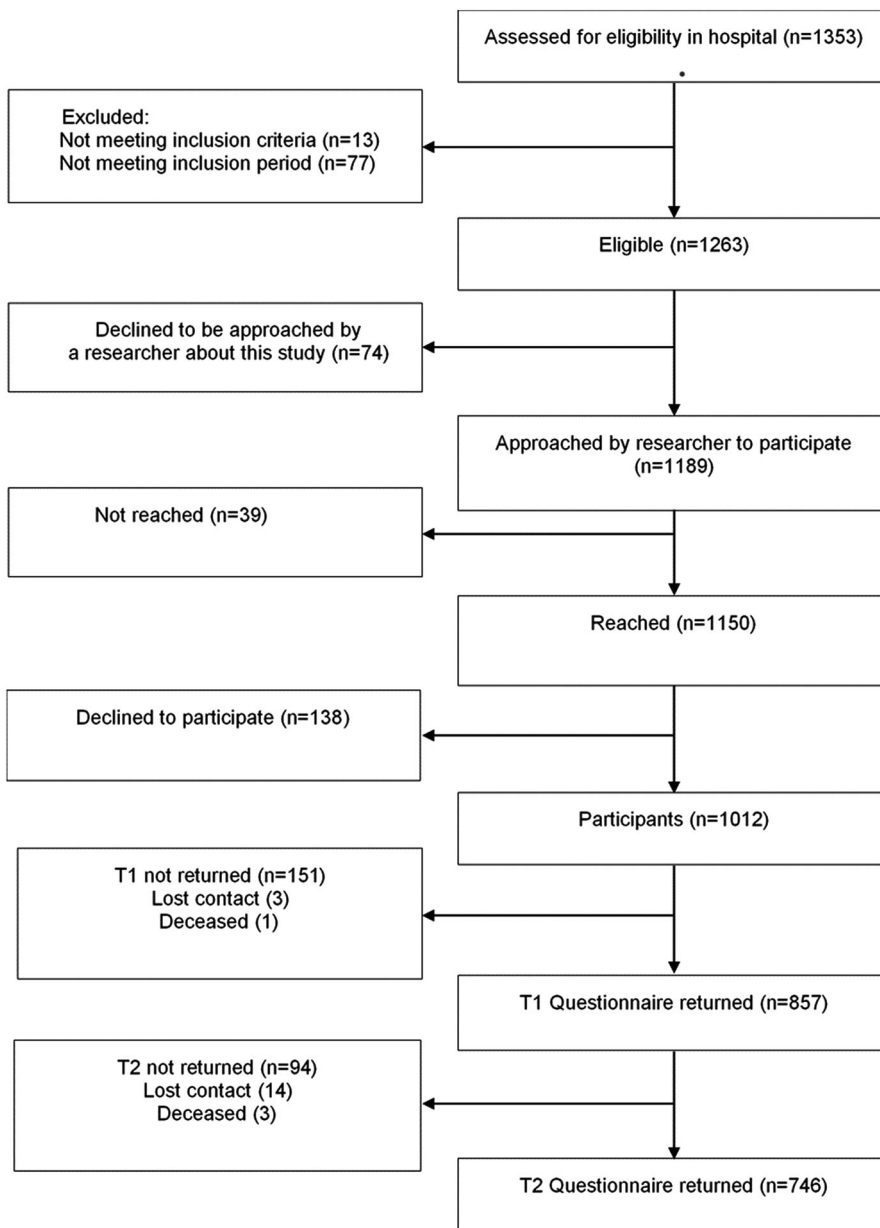 Assessed for eligibility in hospital (n=1353)
Excluded:
Not meeting inclusion criteria (n=13)
Not meeting inclusion period (n=77)
Eligible (n=1263)
Declined to be approached by
a researcher about this study (n=74)
Approached by researcher to participate
(n=1189)
Not reached (n=39)
Reached (n=1150)
Declined to participate (n=138)
Participants (n=1012)
T1 not returned (n=151)
Lost contact (3)
Deceased (1)
T1 Questionnaire returned (n=857)
T2 not returned (n=94)
Lost contact (14)
Deceased (3)
T2 Questionnaire returned (n=746)